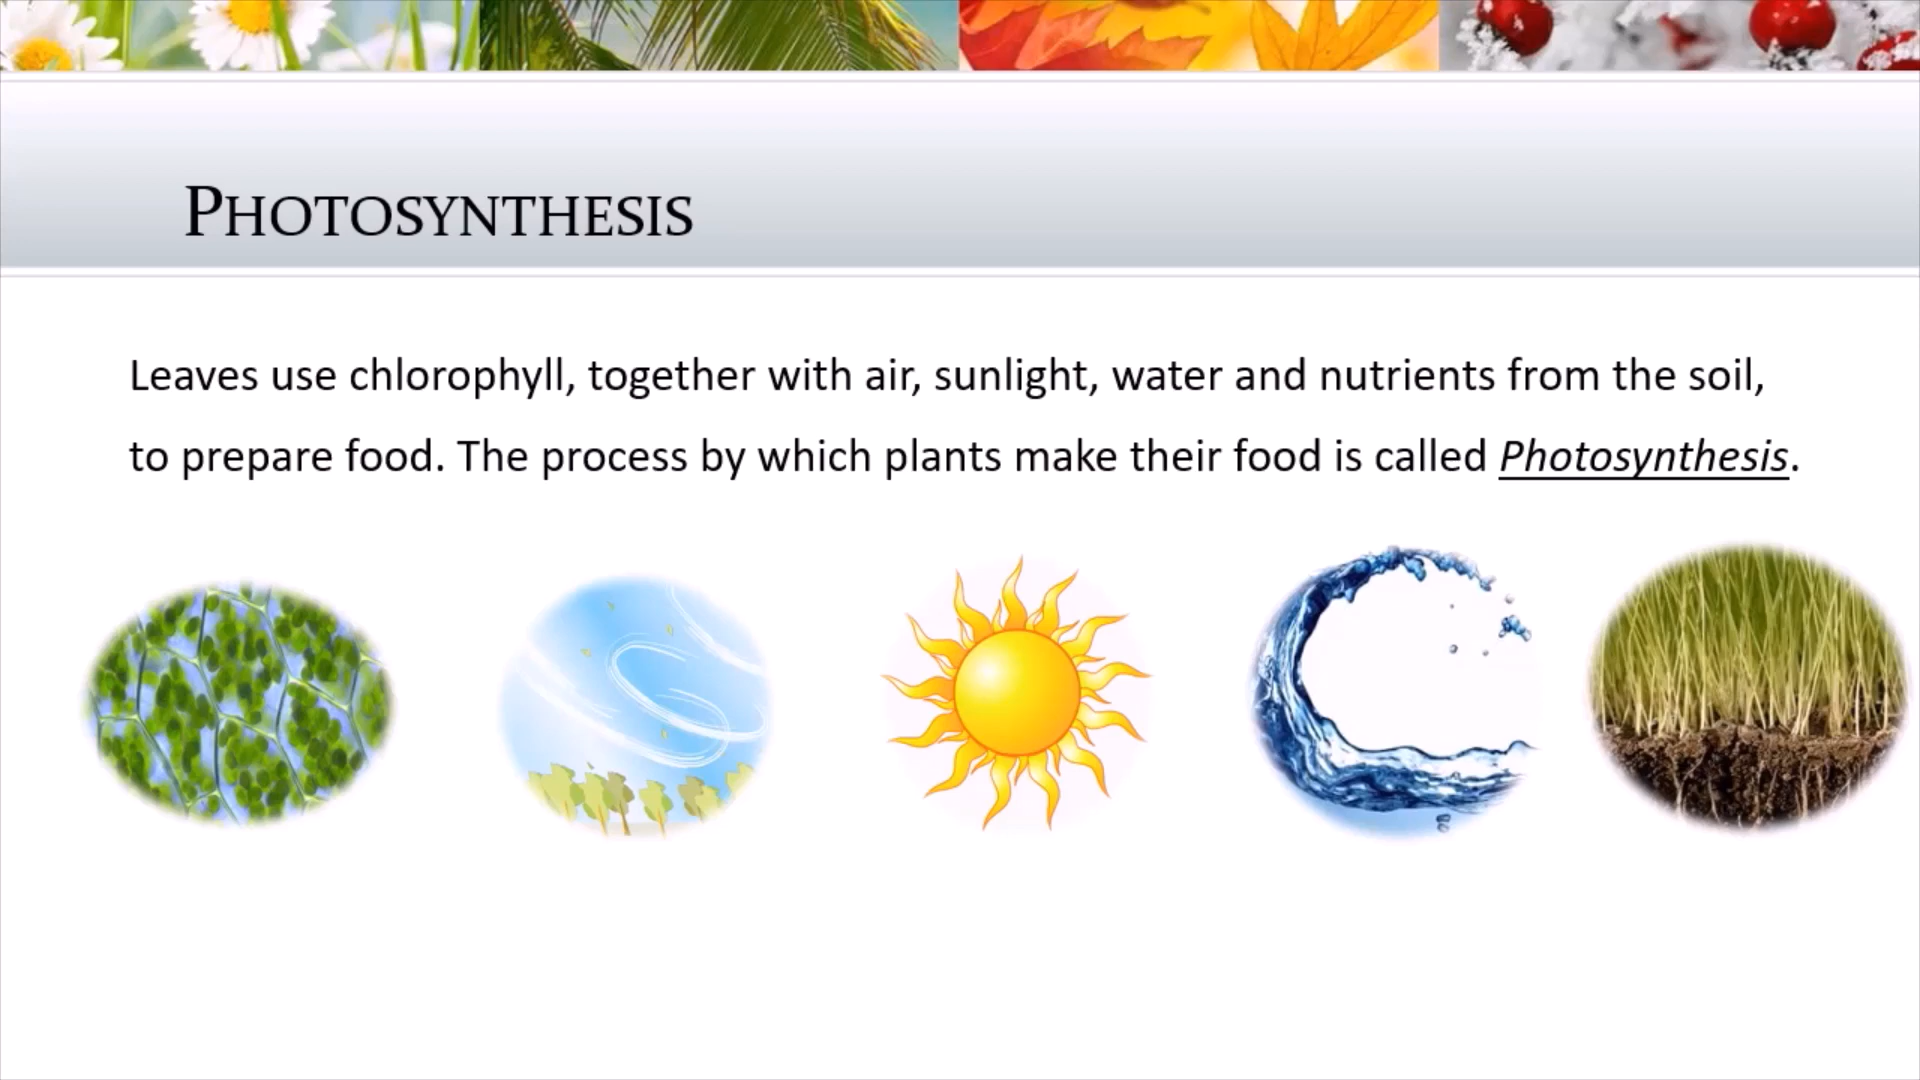 PHOTOSYNTHESIS
Leaves use chlorophyll, together with air, sunlight, water and nutrients from the soil,
to prepare food. The process by which plants make their food is called Photosynthesis.